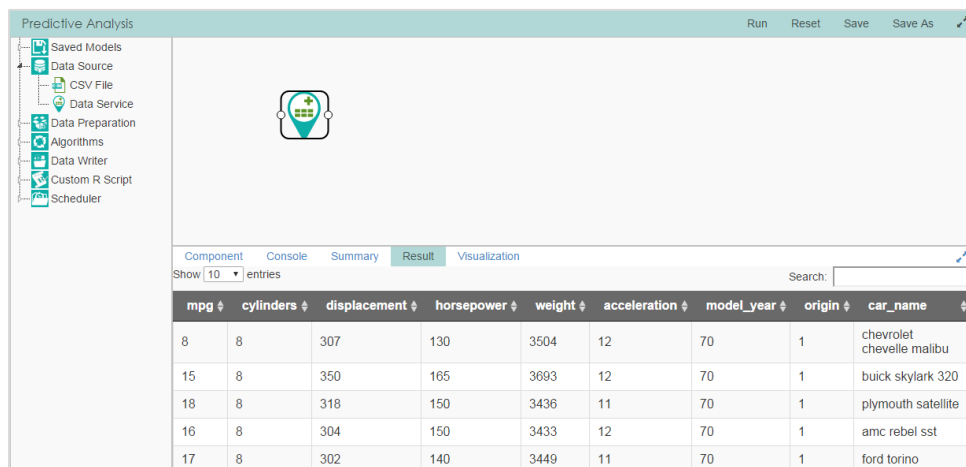 Predictive Analysis Run Reset Save Save As
Saved Models
Data Source
CSV File
Data Service
Data Preparation
Algorithms
Data Writer
Custom R Script
Scheduler
Component Console Summary Result Visualization
Show 10 entries Search:
mpg cylinders displacement horsepower weight acceleration model_year origin car_name
8 8 307 130 3504 12 70 1 chevrolet
chevelle malibu
15 8 350 165 3693 12 70 1 buick skylark 320
18 8 318 150 3436 11 70 1 plymouth satellite
16 8 304 150 3433 12 70 1 amc rebel sst
17 8 302 140 3449 11 70 1 ford torino